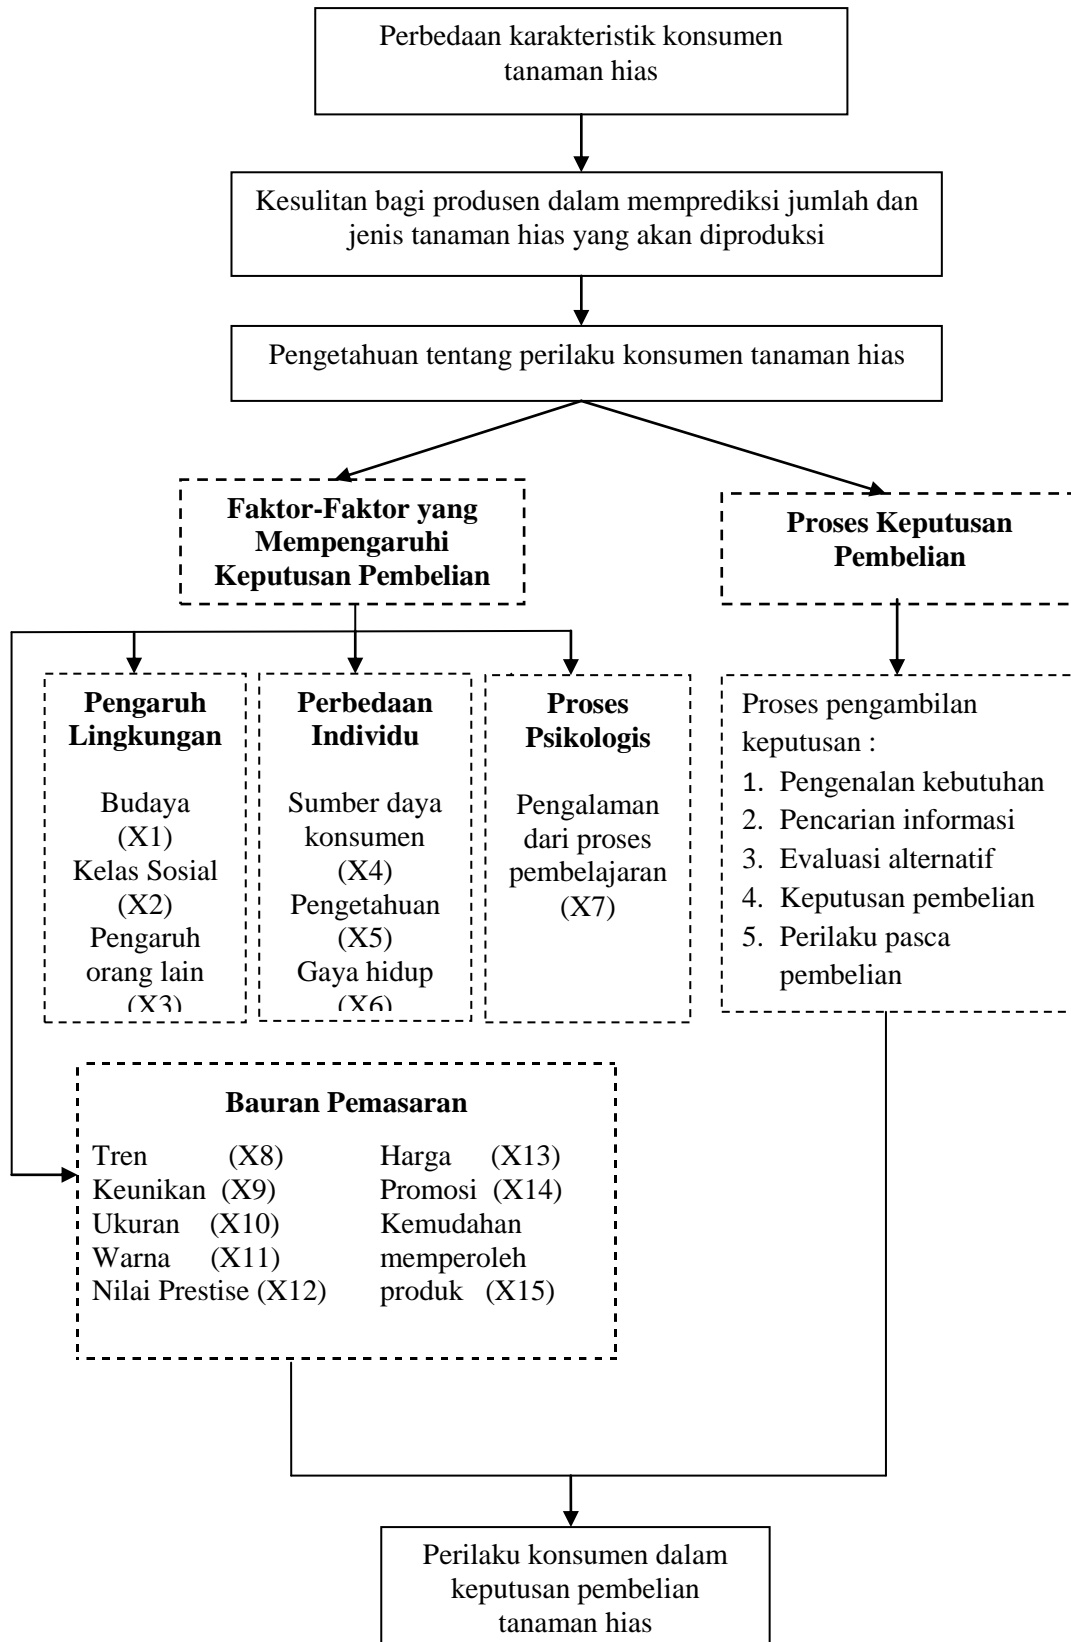 Perbedaan karakteristik konsumen
tanaman hias
Kesulitan bagi produsen dalam memprediksi jumlah dan
jenis tanaman hias yang akan diproduksi
Pengetahuan tentang perilaku konsumen tanaman hias
Faktor-Faktor yang
Mempengaruhi
Keputusan Pembelian
Proses Keputusan
Pembelian
Pengaruh
Lingkungan
Budaya
(X1)
Kelas Sosial
(X2)
Pengaruh
orang lain
(X3)
Perbedaan
Individu
Sumber daya
konsumen
(X4)
Pengetahuan
(X5)
Gaya hidup
(X6)
Proses
Psikologis
Pengalaman
dari proses
pembelajaran
(X7)
Proses pengambilan
keputusan :
1. Pengenalan kebutuhan
2. Pencarian informasi
3. Evaluasi alternatif
4. Keputusan pembelian
5. Perilaku pasca
pembelian
Bauran Pemasaran
Tren (X8)
Keunikan (X9)
Ukuran (X10)
Warna (X11)
Nilai Prestise (X12)
Harga (X13)
Promosi (X14)
Kemudahan
memperoleh
produk (X15)
Perilaku konsumen dalam
keputusan pembelian
tanaman hias